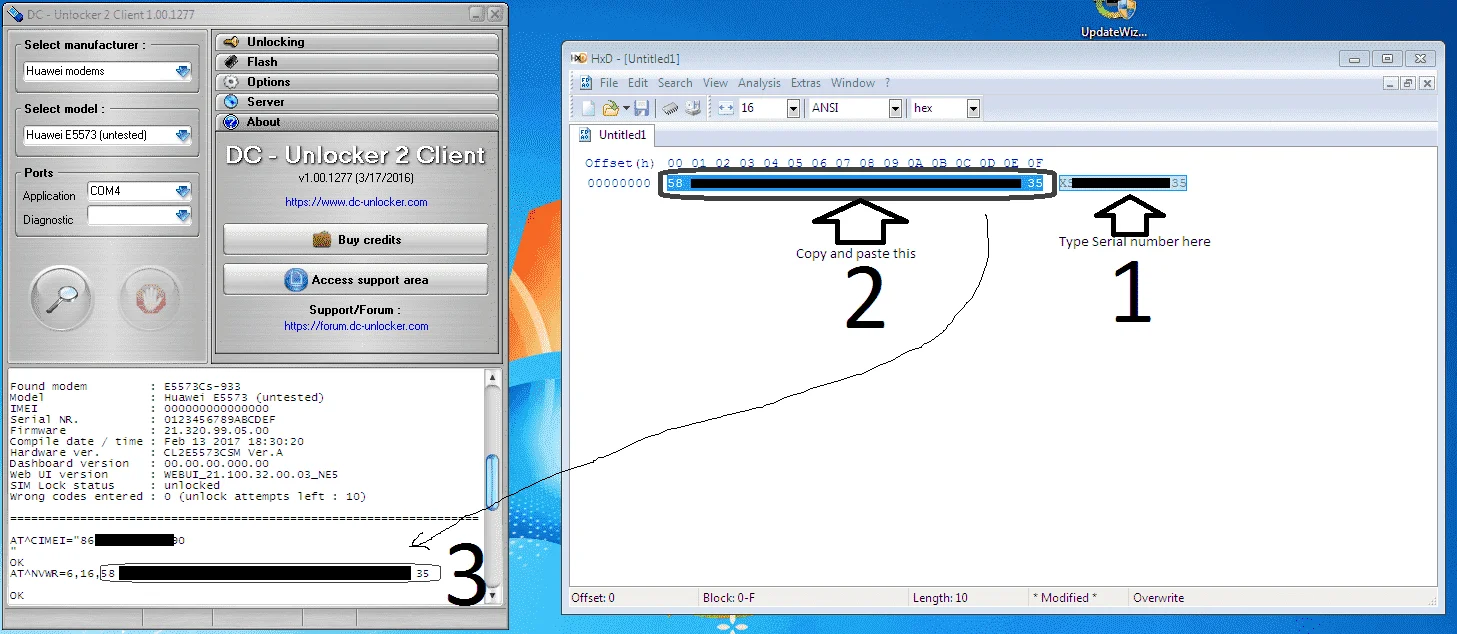 DC - Unlocker 2 Client 1.00.1277
Select manufacturer :
Huawei modems
Select model :
Huawei E5573 (untested)
Ports
Application COM4
Diagnostic
Unlocking
Flash
Options
Server
About
DC - Unlocker 2 Client
v1.00.1277 (3/17/2016)
https://www.dc-unlocker.com
Buy credits
Access support area
Support/Forum :
https://forum.dc-unlocker.com
Found modem : E5573Cs-933
Model : Huawei E5573 (untested)
IMEI : 000000000000000
Serial NR. : 0123456789ABCDEF
Firmware : 21.320.99.05.00
Compile date / time : Feb 13 2017 18:30:20
Hardware ver. : CL2E5573CSM Ver.A
Dashboard version : 00.00.00.000.00
Web UI version : WEBUI_21.100.32.00.03_NE5
SIM Lock status : unlocked
Wrong codes entered : 0 (unlock attempts left : 10)
===================================================================
AT^CIMEI="86 90
"
OK
AT^NVWR=6,16,58 35
OK
3
UpdateWiz...
HxD - [Untitled1]
File Edit Search View Analysis Extras Window ?
16 ANSI hex
Untitled1
Offset(h) 00 01 02 03 04 05 06 07 08 09 0A 0B 0C 0D 0E 0F
00000000 58 35 X5 35
Copy and paste this
2
Type Serial number here
1
Offset: 0 Block: 0-F Length: 10 * Modified * Overwrite